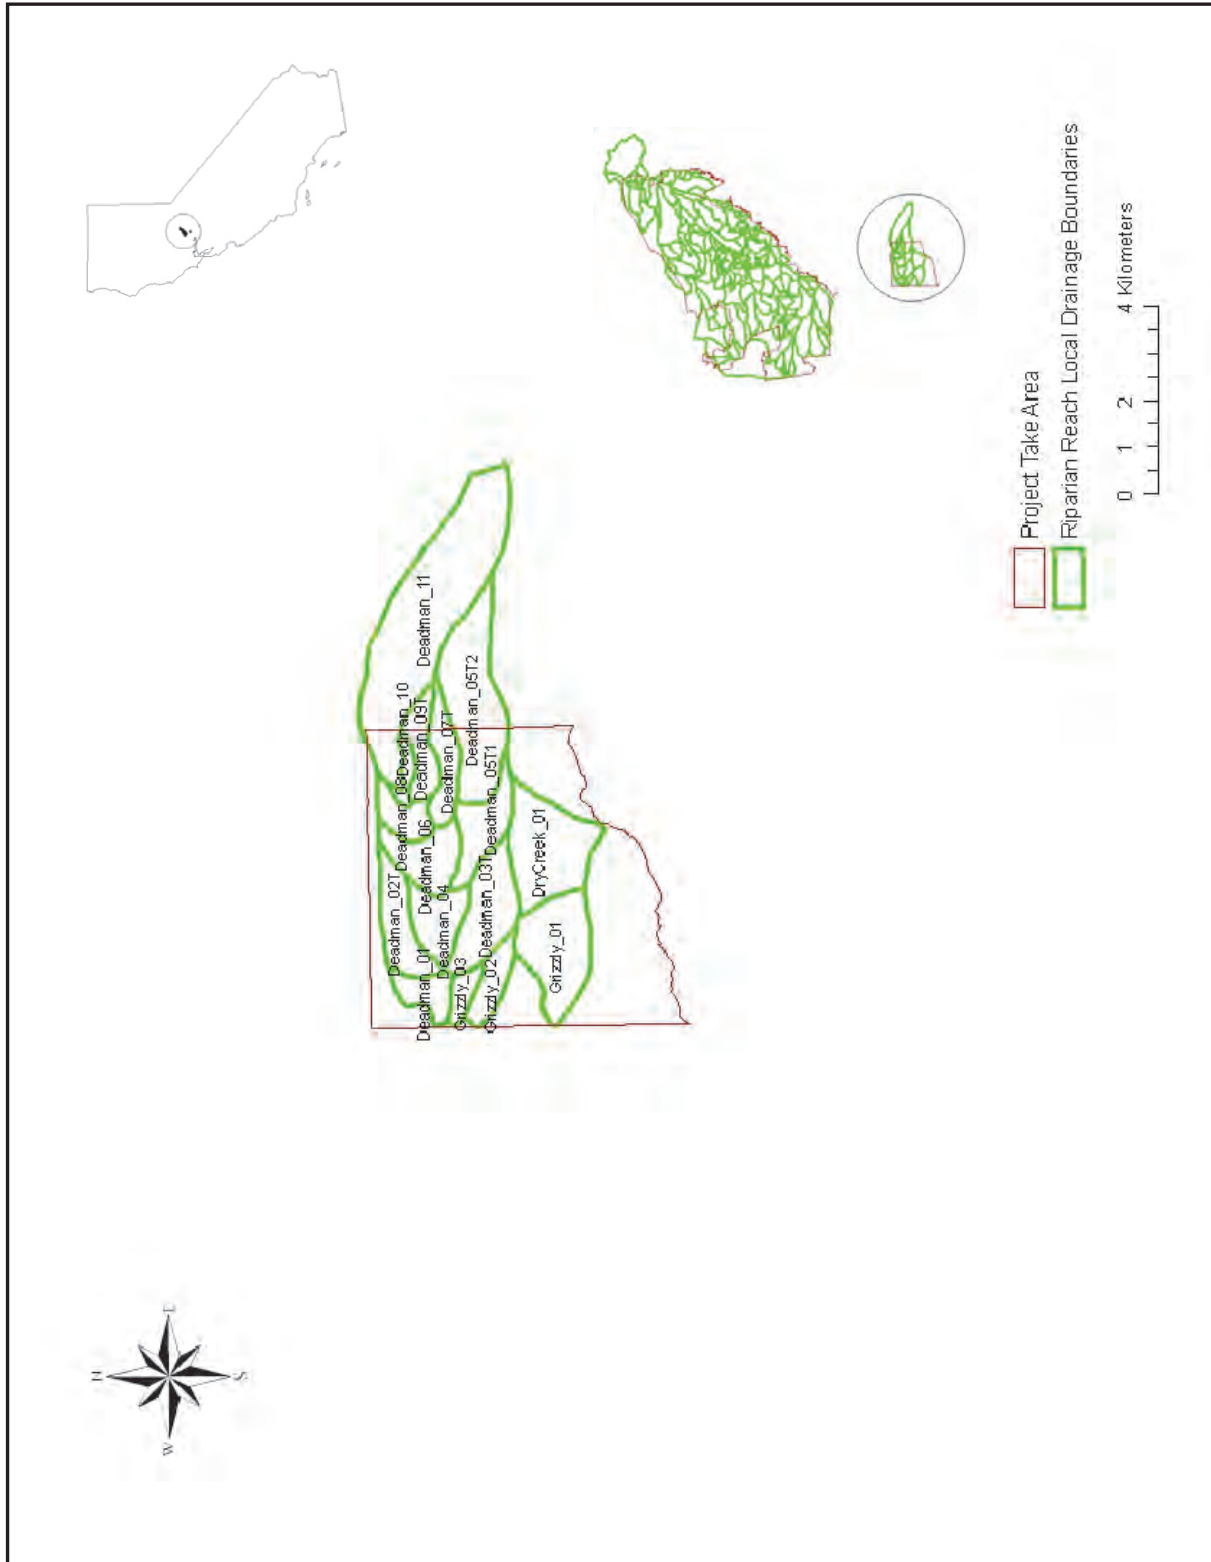 N
W
E
S
Deadman_01
Deadman_02T
Deadman_04
Deadman_06
Deadman_08
Deadman_10
Deadman_09T
Deadman_07T
Deadman_11
Deadman_05T2
Deadman_05T1
Deadman_03T
Grizzly_03
Grizzly_02
Grizzly_01
DryCreek_01
Project Take Area
Riparian Reach Local Drainage Boundaries
0 1 2 4 Kilometers